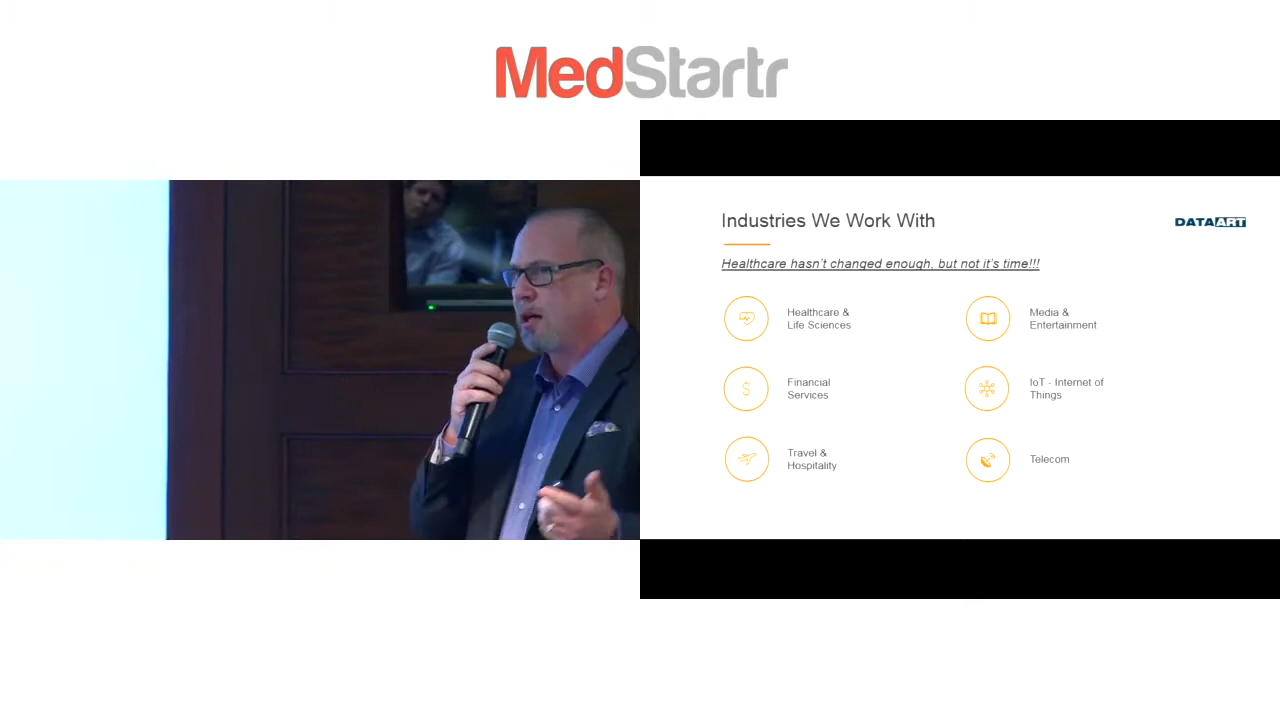 MedStartr
Industries We Work With
DATAART
Healthcare hasn't changed enough, but not it's time!!!
Healthcare &
Life Sciences
Media &
Entertainment
Financial
Services
IoT - Internet of
Things
Travel &
Hospitality
Telecom